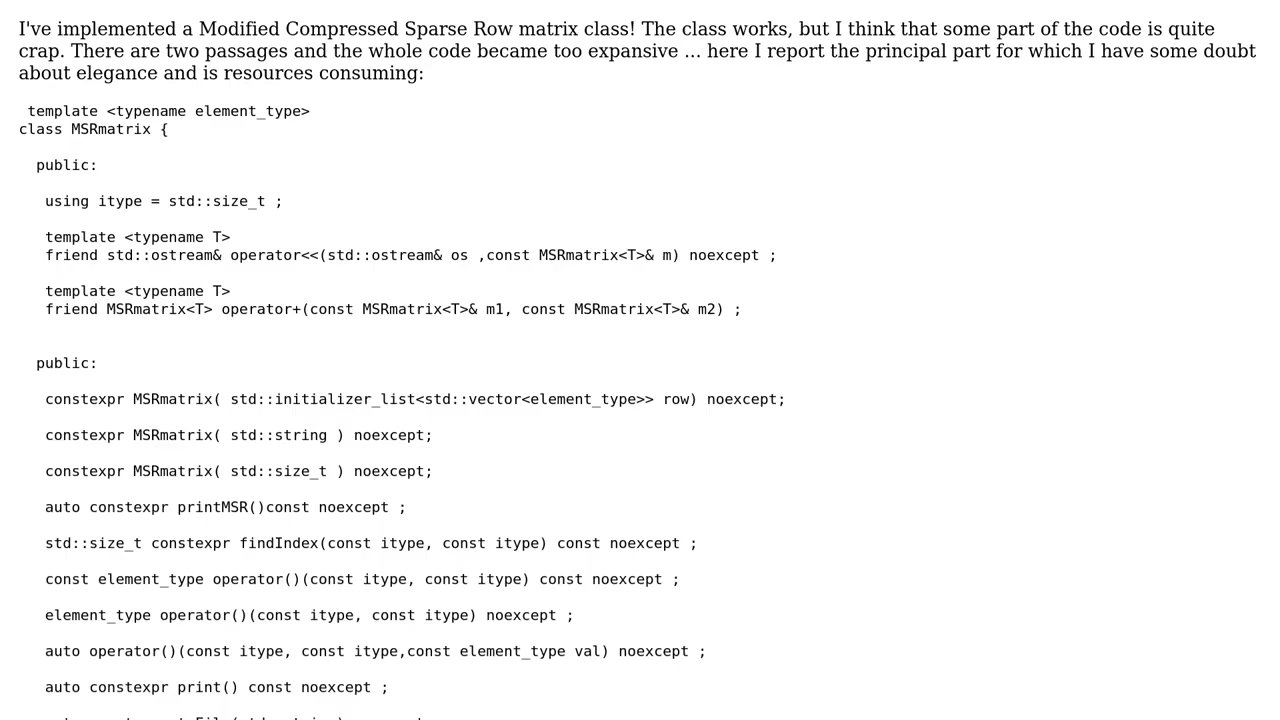 I've implemented a Modified Compressed Sparse Row matrix class! The class works, but I think that some part of the code is quite
crap. There are two passages and the whole code became too expansive ... here I report the principal part for which I have some doubt
about elegance and is resources consuming:
template <typename element_type>
class MSRmatrix {
public:
using itype = std::size_t ;
template <typename T>
friend std::ostream& operator<<(std::ostream& os ,const MSRmatrix<T>& m) noexcept ;
template <typename T>
friend MSRmatrix<T> operator+(const MSRmatrix<T>& m1, const MSRmatrix<T>& m2) ;
public:
constexpr MSRmatrix( std::initializer_list<std::vector<element_type>> row) noexcept;
constexpr MSRmatrix( std::string ) noexcept;
constexpr MSRmatrix( std::size_t ) noexcept;
auto constexpr printMSR()const noexcept ;
std::size_t constexpr findIndex(const itype, const itype) const noexcept ;
const element_type operator()(const itype, const itype) const noexcept ;
element_type operator()(const itype, const itype) noexcept ;
auto operator()(const itype, const itype,const element_type val) noexcept ;
auto constexpr print() const noexcept ;